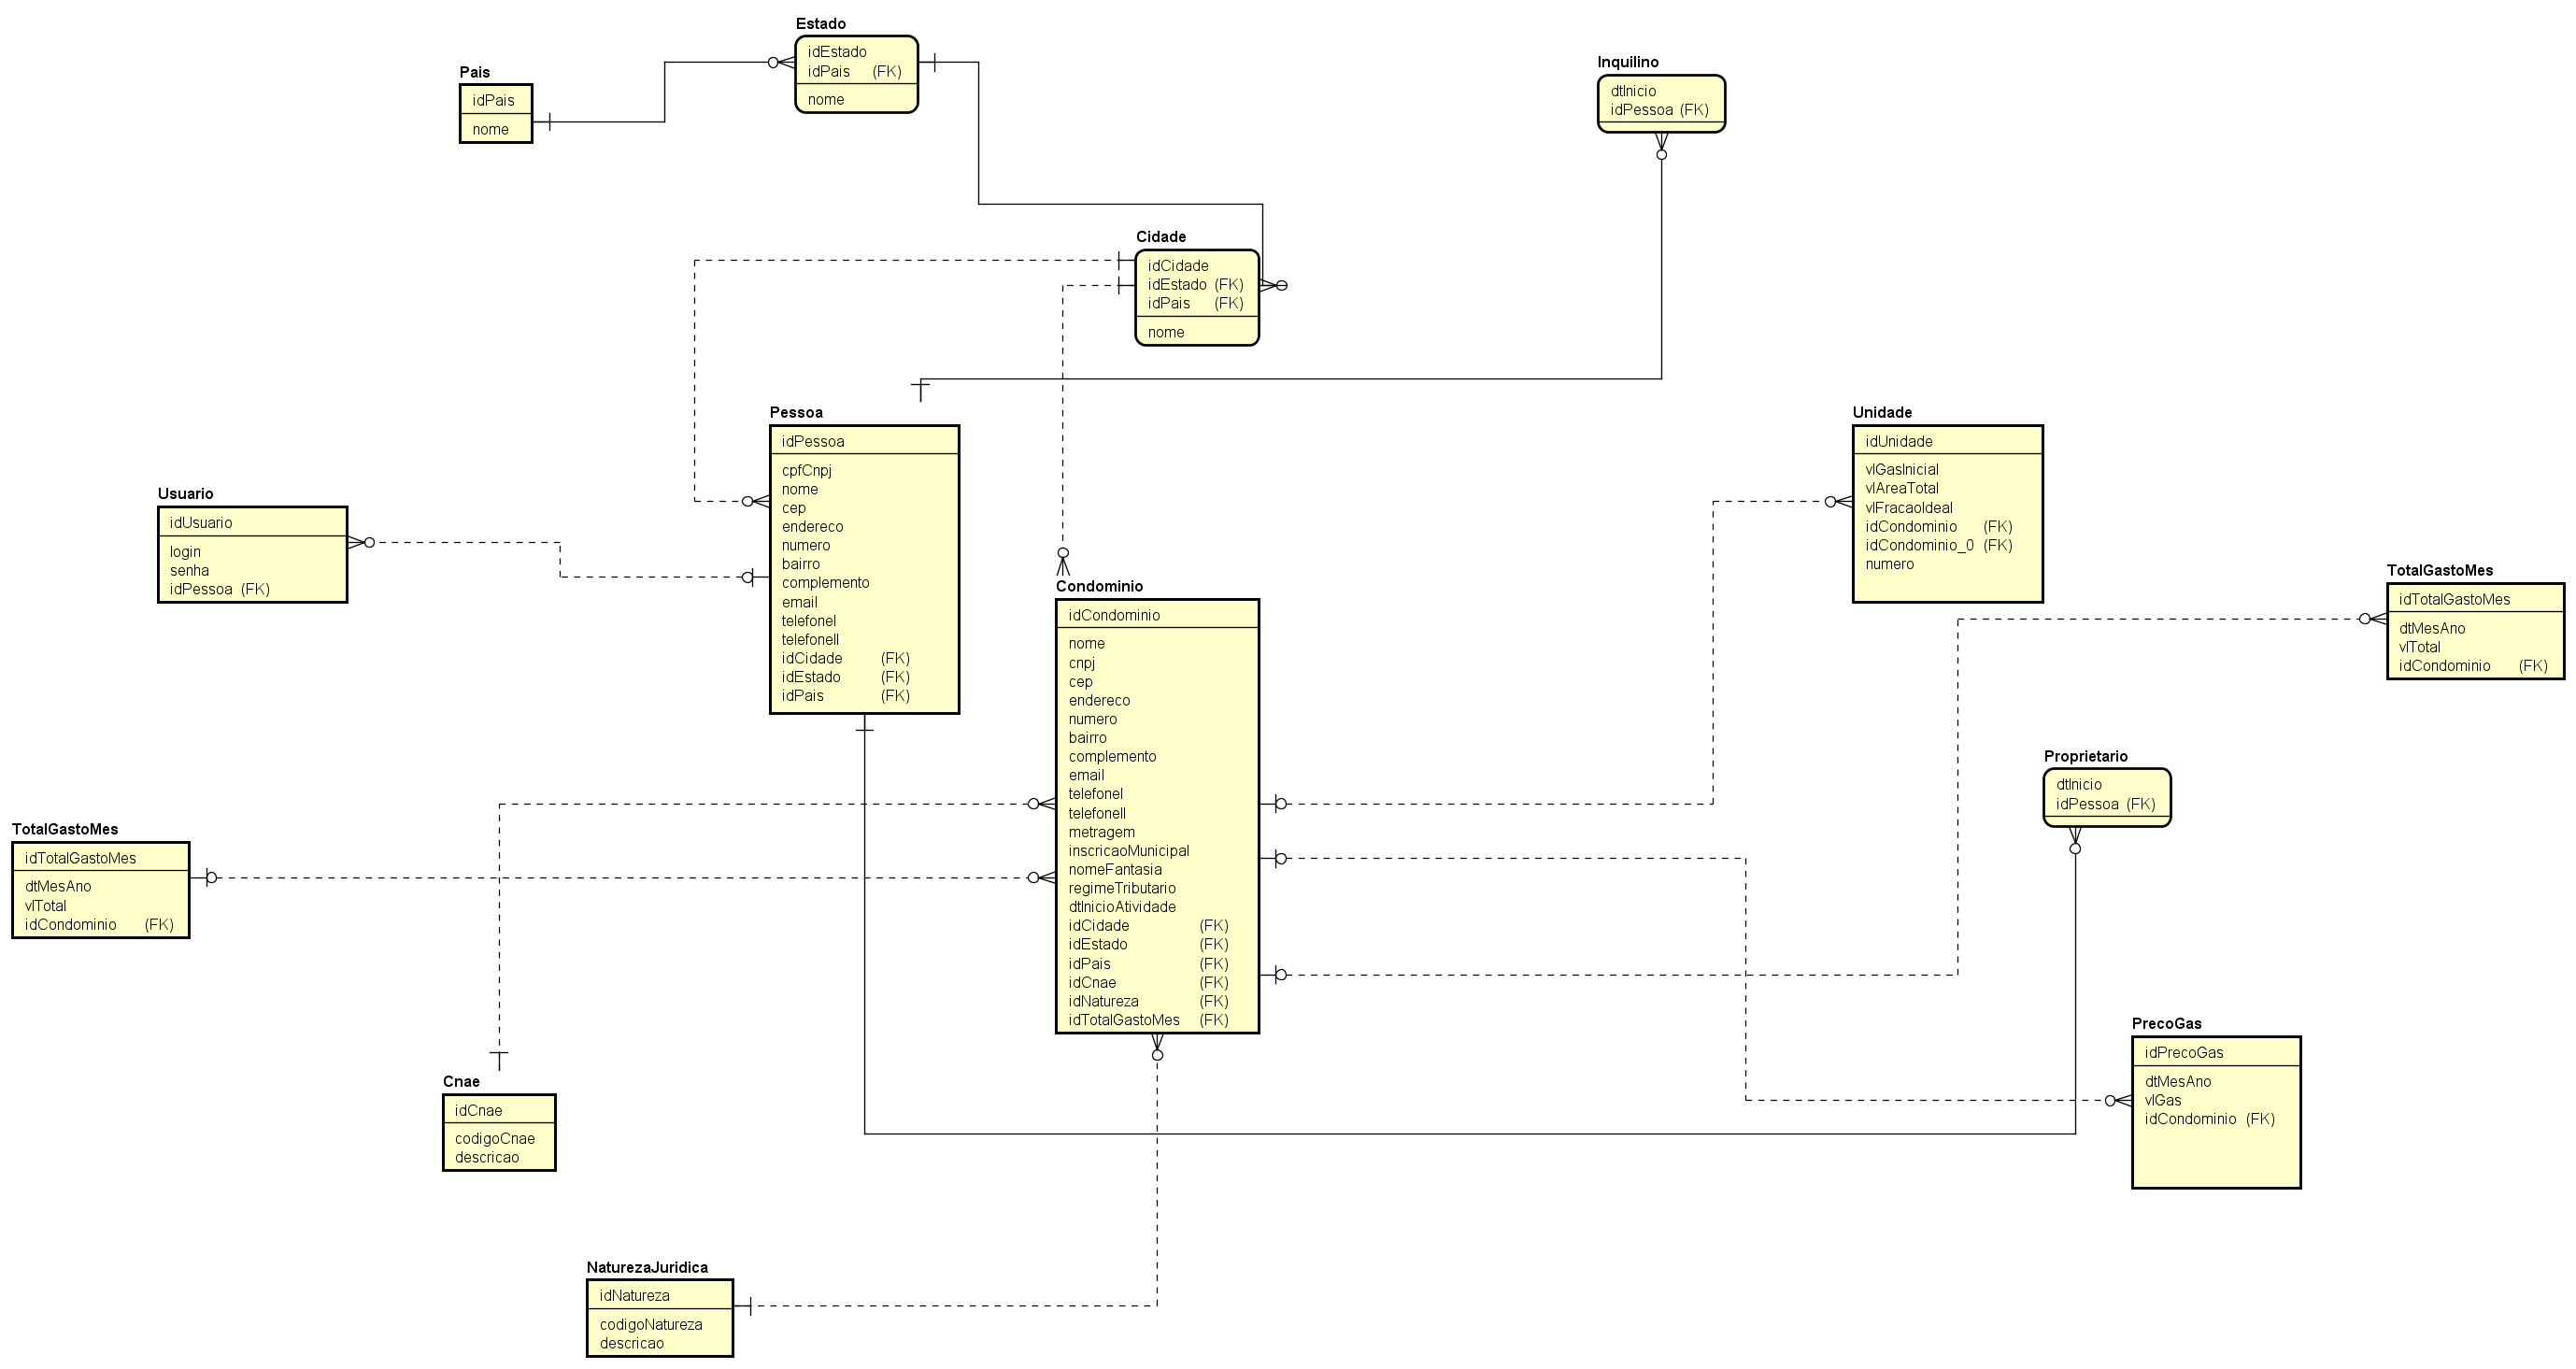 Estado
idEstado
idPais (FK)
nome
Pais
idPais
nome
Inquilino
dtInicio
idPessoa (FK)
Cidade
idCidade
idEstado (FK)
idPais (FK)
nome
Pessoa
idPessoa
cpfCnpj
nome
cep
endereco
numero
bairro
complemento
email
telefoneI
telefoneII
idCidade (FK)
idEstado (FK)
idPais (FK)
Unidade
idUnidade
vlGasInicial
vlAreaTotal
vlFracaoIdeal
idCondominio (FK)
idCondominio_0 (FK)
numero
Usuario
idUsuario
login
senha
idPessoa (FK)
Condominio
idCondominio
nome
cnpj
cep
endereco
numero
bairro
complemento
email
telefoneI
telefoneII
metragem
inscricaoMunicipal
nomeFantasia
regimeTributario
dtInicioAtividade
idCidade (FK)
idEstado (FK)
idPais (FK)
idCnae (FK)
idNatureza (FK)
idTotalGastoMes (FK)
TotalGastoMes
idTotalGastoMes
dtMesAno
vlTotal
idCondominio (FK)
Proprietario
dtInicio
idPessoa (FK)
TotalGastoMes
idTotalGastoMes
dtMesAno
vlTotal
idCondominio (FK)
PrecoGas
idPrecoGas
dtMesAno
vlGas
idCondominio (FK)
Cnae
idCnae
codigoCnae
descricao
NaturezaJuridica
idNatureza
codigoNatureza
descricao